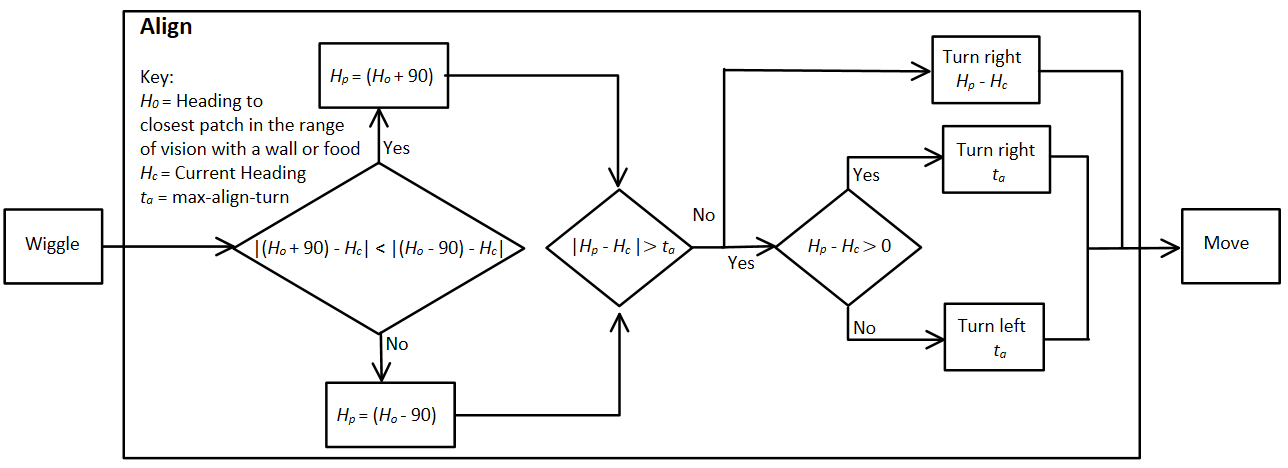 Align
Key:
Ho = Heading to
closest patch in the range
of vision with a wall or food
Hc = Current Heading
ta = max-align-turn
Wiggle
Hp = (Ho + 90)
Yes
|(Ho + 90) - Hc| < |(Ho - 90) - Hc|
No
Hp = (Ho - 90)
|Hp - Hc| > ta
No
Yes
Turn right
Hp - Hc
Hp - Hc > 0
Yes
Turn right
ta
No
Turn left
ta
Move